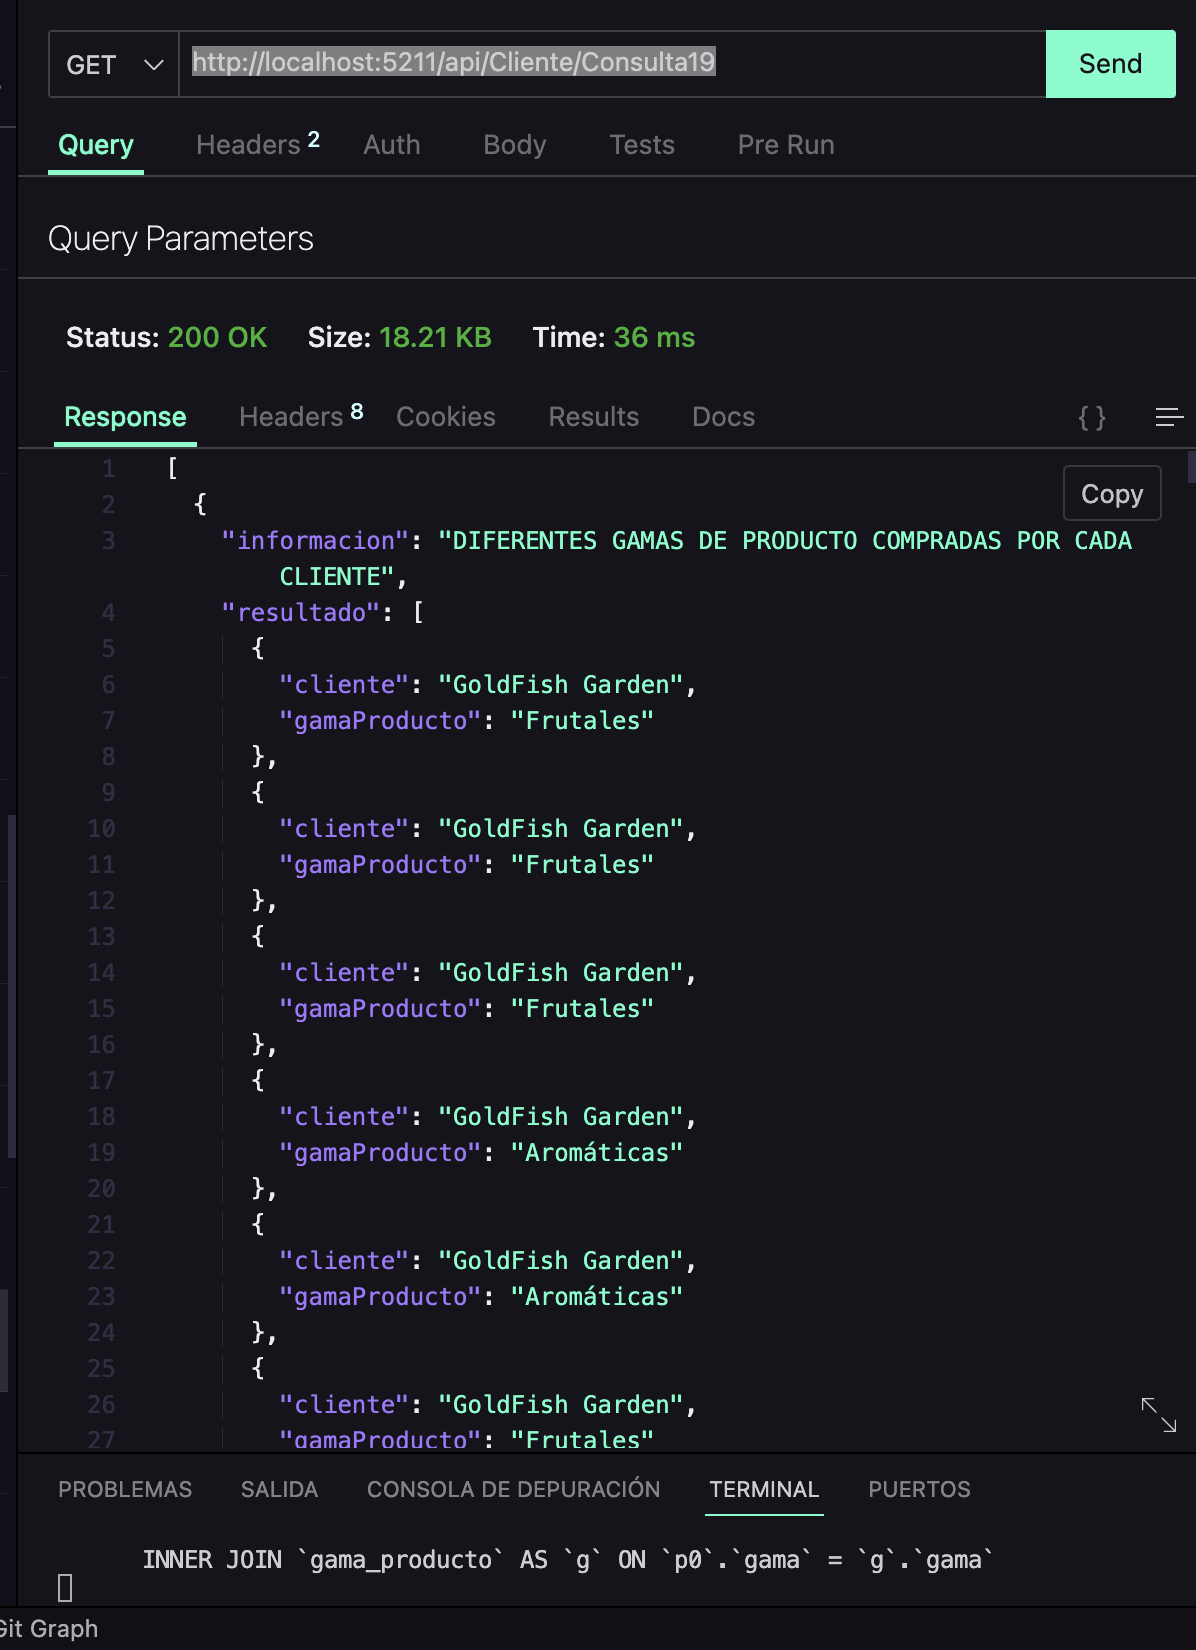 GET http://localhost:5211/api/Cliente/Consulta19 Send
Query Headers 2 Auth Body Tests Pre Run
Query Parameters
Status: 200 OK Size: 18.21 KB Time: 36 ms
Response Headers 8 Cookies Results Docs { }
Copy
1 [
2 {
3 "informacion": "DIFERENTES GAMAS DE PRODUCTO COMPRADAS POR CADA
CLIENTE",
4 "resultado": [
5 {
6 "cliente": "GoldFish Garden",
7 "gamaProducto": "Frutales"
8 },
9 {
10 "cliente": "GoldFish Garden",
11 "gamaProducto": "Frutales"
12 },
13 {
14 "cliente": "GoldFish Garden",
15 "gamaProducto": "Frutales"
16 },
17 {
18 "cliente": "GoldFish Garden",
19 "gamaProducto": "Aromáticas"
20 },
21 {
22 "cliente": "GoldFish Garden",
23 "gamaProducto": "Aromáticas"
24 },
25 {
26 "cliente": "GoldFish Garden",
27 "gamaProducto": "Frutales"
PROBLEMAS SALIDA CONSOLA DE DEPURACIÓN TERMINAL PUERTOS
INNER JOIN `gama_producto` AS `g` ON `p0`.`gama` = `g`.`gama`
Git Graph